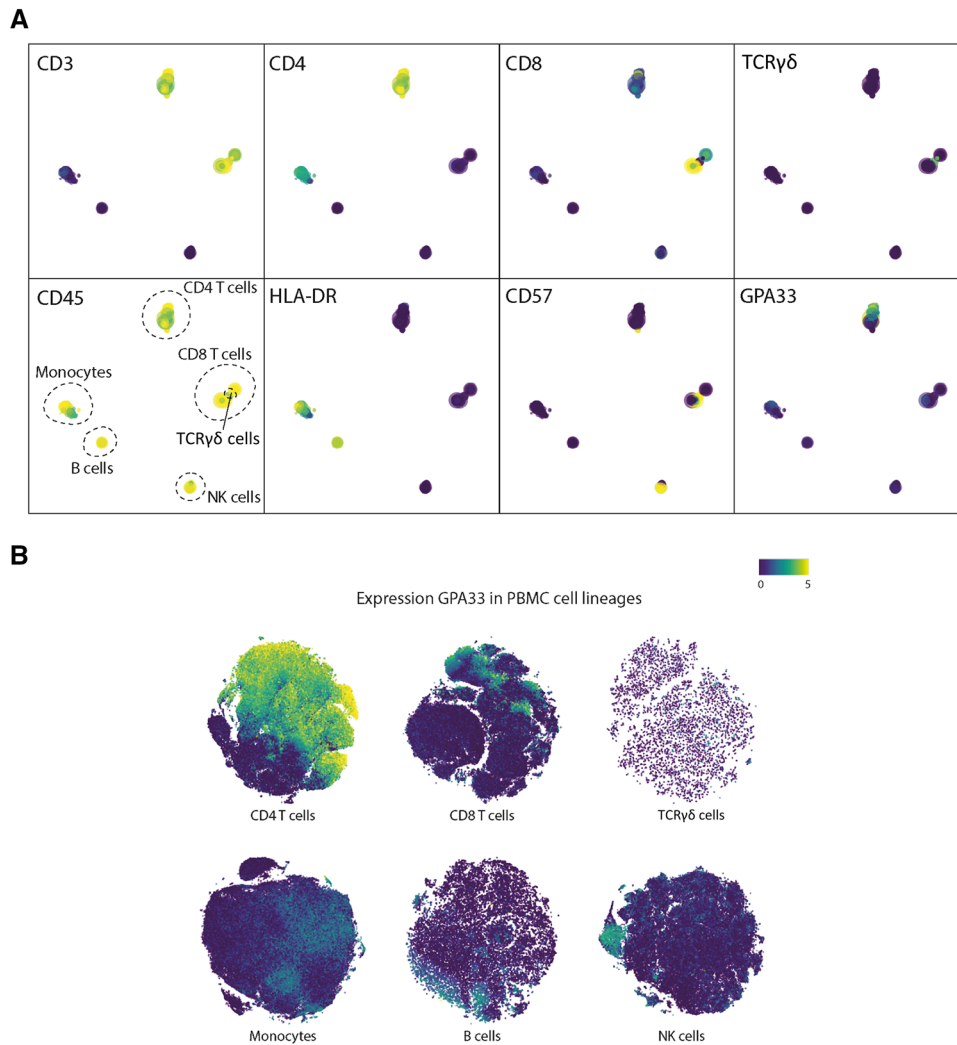 A
CD3
CD4
CD8
TCRγδ
CD45
CD4 T cells
CD8 T cells
Monocytes
TCRγδ cells
B cells
NK cells
HLA-DR
CD57
GPA33
B
0
5
Expression GPA33 in PBMC cell lineages
CD4 T cells
CD8 T cells
TCRγδ cells
Monocytes
B cells
NK cells